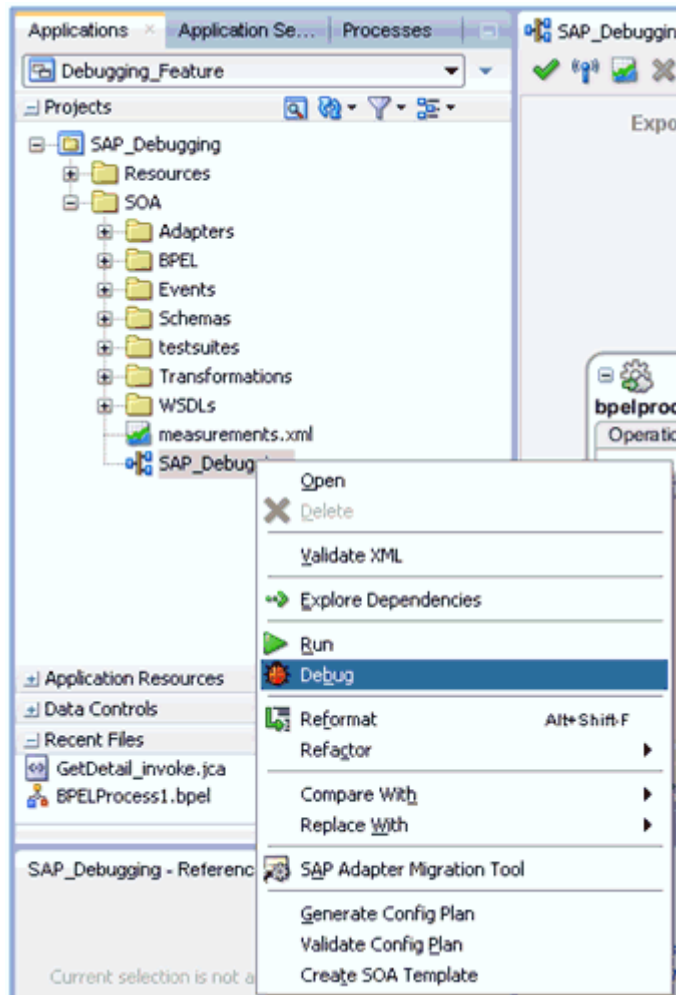 Applications
Application Se...
Processes
SAP_Debuggin
Debugging_Feature
Projects
Expo
SAP_Debugging
Resources
SOA
Adapters
BPEL
Events
Schemas
testsuites
Transformations
WSDLs
measurements.xml
SAP_Debug
bpelproc
Operatio
Open
Delete
Validate XML
Explore Dependencies
Run
Debug
Reformat Alt+Shift-F
Refactor
Compare With
Replace With
SAP Adapter Migration Tool
Generate Config Plan
Validate Config Plan
Create SOA Template
Application Resources
Data Controls
Recent Files
GetDetail_invoke.jca
BPELProcess1.bpel
SAP_Debugging - Referenc
Current selection is not a